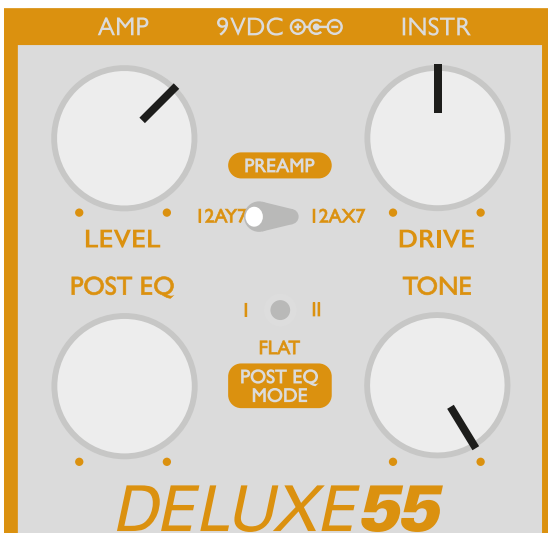 AMP 9VDC INSTR
PREAMP
12AY7 12AX7
LEVEL DRIVE
POST EQ TONE
I II
FLAT
POST EQ
MODE
DELUXE55